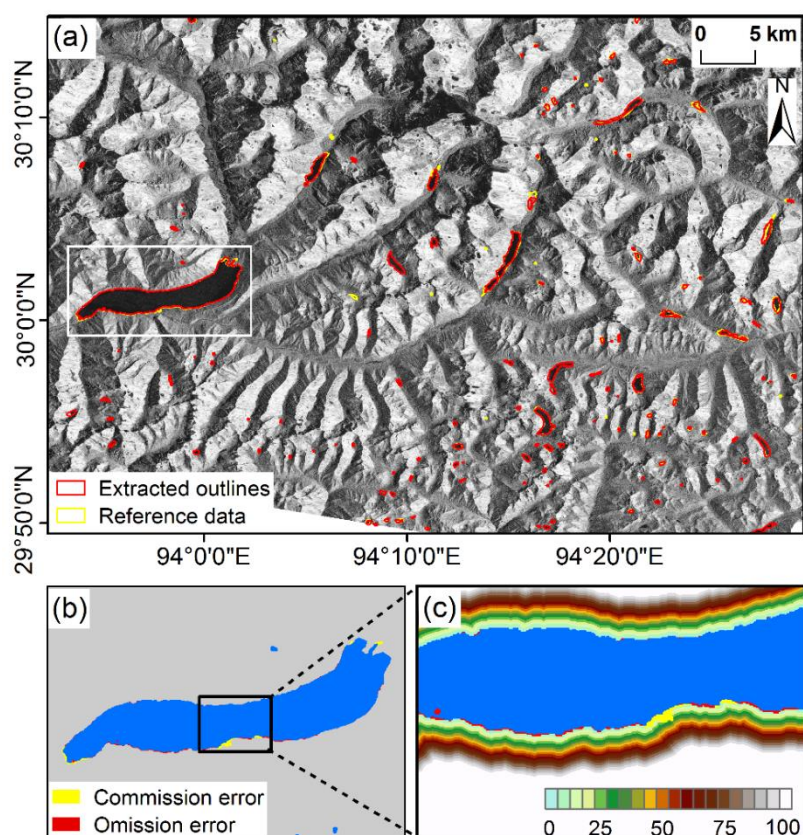 (a)
0 5 km
N
30°10'0"N
30°0'0"N
29°50'0"N
Extracted outlines
Reference data
94°0'0"E 94°10'0"E 94°20'0"E
(b)
(c)
Commission error
Omission error
0 25 50 75 100